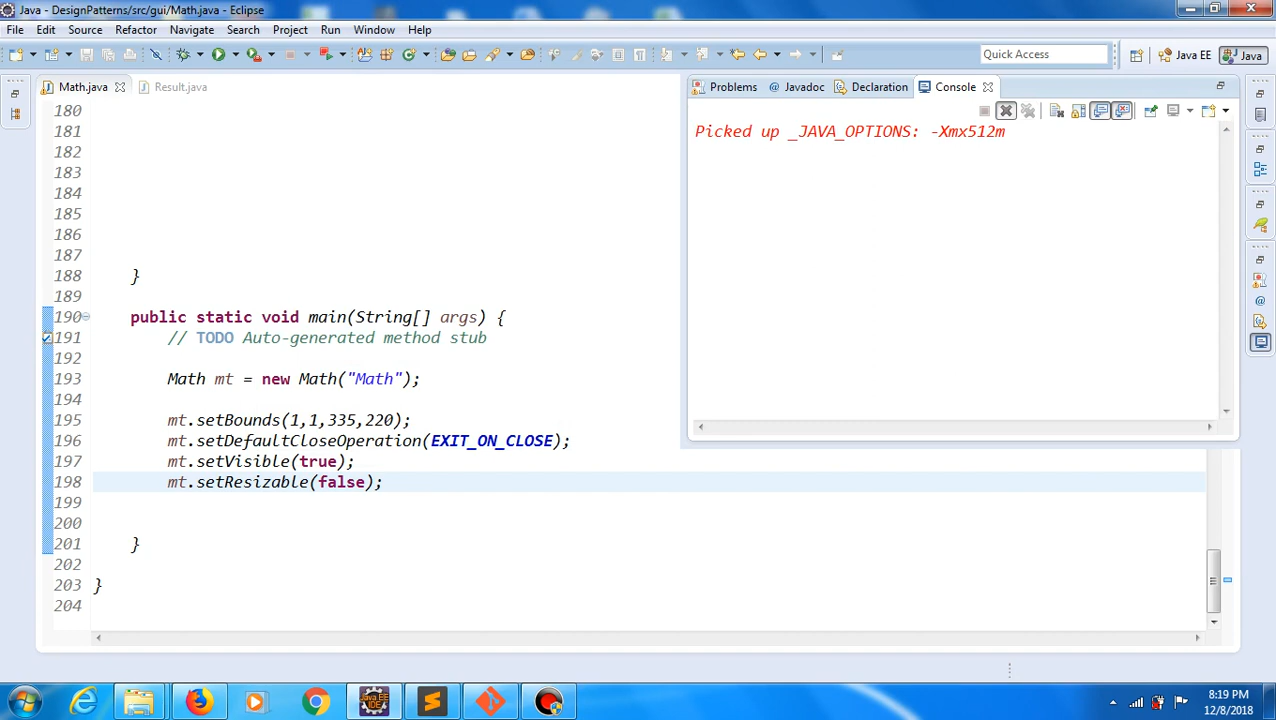 Java - DesignPatterns/src/gui/Math.java - Eclipse
File Edit Source Refactor Navigate Search Project Run Window Help
Quick Access
Java EE
Java
Math.java
Result.java
Problems
Javadoc
Declaration
Console
Picked up _JAVA_OPTIONS: -Xmx512m
180
181
182
183
184
185
186
187
188 }
189
190 public static void main(String[] args) {
191 // TODO Auto-generated method stub
192
193 Math mt = new Math("Math");
194
195 mt.setBounds(1,1,335,220);
196 mt.setDefaultCloseOperation(EXIT_ON_CLOSE);
197 mt.setVisible(true);
198 mt.setResizable(false);
199
200
201 }
202
203 }
204
Java EE
IDE
8:19 PM
12/8/2018